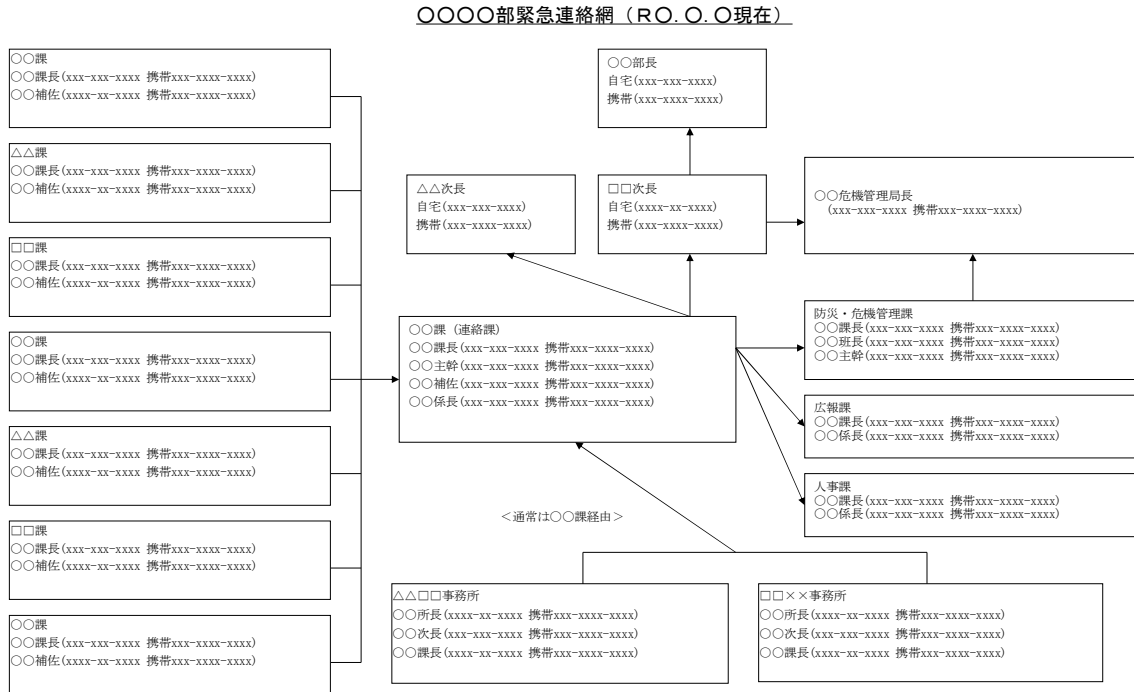 〇〇〇〇部緊急連絡網（R〇.〇.〇現在）
○○課
○○課長(xxx-xxx-xxxx 携帯xxx-xxxx-xxxx)
○○補佐(xxxx-xx-xxxx 携帯xxx-xxxx-xxxx)
△△課
○○課長(xxx-xxx-xxxx 携帯xxx-xxxx-xxxx)
○○補佐(xxxx-xx-xxxx 携帯xxx-xxxx-xxxx)
□□課
○○課長(xxx-xxx-xxxx 携帯xxx-xxxx-xxxx)
○○補佐(xxxx-xx-xxxx 携帯xxx-xxxx-xxxx)
○○課
○○課長(xxx-xxx-xxxx 携帯xxx-xxxx-xxxx)
○○補佐(xxxx-xx-xxxx 携帯xxx-xxxx-xxxx)
△△課
○○課長(xxx-xxx-xxxx 携帯xxx-xxxx-xxxx)
○○補佐(xxxx-xx-xxxx 携帯xxx-xxxx-xxxx)
□□課
○○課長(xxx-xxx-xxxx 携帯xxx-xxxx-xxxx)
○○補佐(xxxx-xx-xxxx 携帯xxx-xxxx-xxxx)
○○課
○○課長(xxx-xxx-xxxx 携帯xxx-xxxx-xxxx)
○○補佐(xxxx-xx-xxxx 携帯xxx-xxxx-xxxx)
○○部長
自宅(xxx-xxx-xxxx)
携帯(xxx-xxxx-xxxx)
△△次長
自宅(xxx-xxx-xxxx)
携帯(xxx-xxxx-xxxx)
□□次長
自宅(xxxx-xx-xxxx)
携帯(xxx-xxxx-xxxx)
○○危機管理局長
(xxx-xxx-xxxx 携帯xxx-xxxx-xxxx)
○○課（連絡課）
○○課長(xxx-xxx-xxxx 携帯xxx-xxxx-xxxx)
○○主幹(xxx-xxx-xxxx 携帯xxx-xxxx-xxxx)
○○補佐(xxx-xxx-xxxx 携帯xxx-xxxx-xxxx)
○○係長(xxx-xxx-xxxx 携帯xxx-xxxx-xxxx)
防災・危機管理課
○○課長(xxx-xxx-xxxx 携帯xxx-xxxx-xxxx)
○○班長(xxx-xxx-xxxx 携帯xxx-xxxx-xxxx)
○○主幹(xxx-xxx-xxxx 携帯xxx-xxxx-xxxx)
広報課
○○課長(xxx-xxx-xxxx 携帯xxx-xxxx-xxxx)
○○係長(xxx-xxx-xxxx 携帯xxx-xxxx-xxxx)
人事課
○○課長(xxx-xxx-xxxx 携帯xxx-xxxx-xxxx)
○○係長(xxx-xxx-xxxx 携帯xxx-xxxx-xxxx)
＜通常は○○課経由＞
△△□□事務所
○○所長(xxxx-xx-xxxx 携帯xxx-xxxx-xxxx)
○○次長(xxx-xxx-xxxx 携帯xxx-xxxx-xxxx)
○○課長(xxxx-xx-xxxx 携帯xxx-xxxx-xxxx)
□□××事務所
○○所長(xxxx-xx-xxxx 携帯xxx-xxxx-xxxx)
○○次長(xxx-xxx-xxxx 携帯xxx-xxxx-xxxx)
○○課長(xxxx-xx-xxxx 携帯xxx-xxxx-xxxx)